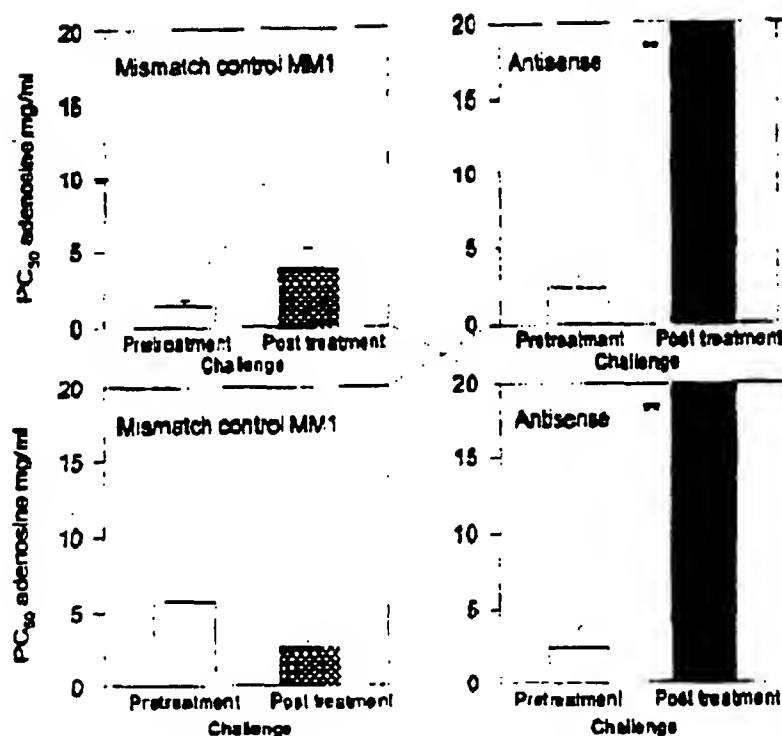 20
Mismatch control MM1
15
10
5
0
PC30 adenosine mg/ml
Pretreatment Post treatment
Challenge
20
**
Antisense
15
10
5
0
Pretreatment Post treatment
Challenge
20
Mismatch control MM1
15
10
5
0
PC50 adenosine mg/ml
Pretreatment Post treatment
Challenge
20
**
Antisense
15
10
5
0
Pretreatment Post treatment
Challenge